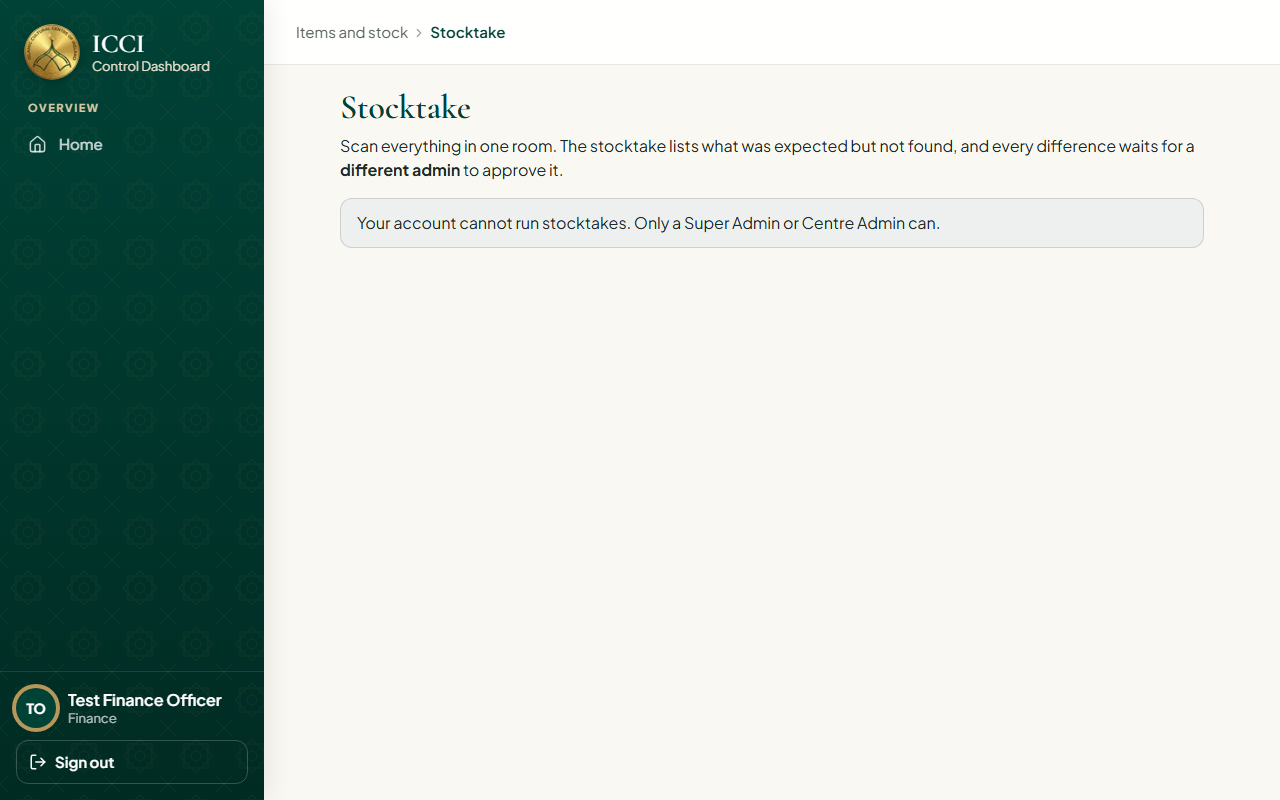 ICCI
Control Dashboard
OVERVIEW
Home
Test Finance Officer
TO
Finance
Sign out
Items and stock > Stocktake
Stocktake
Scan everything in one room. The stocktake lists what was expected but not found, and every difference waits for a
different admin to approve it.
Your account cannot run stocktakes. Only a Super Admin or Centre Admin can.